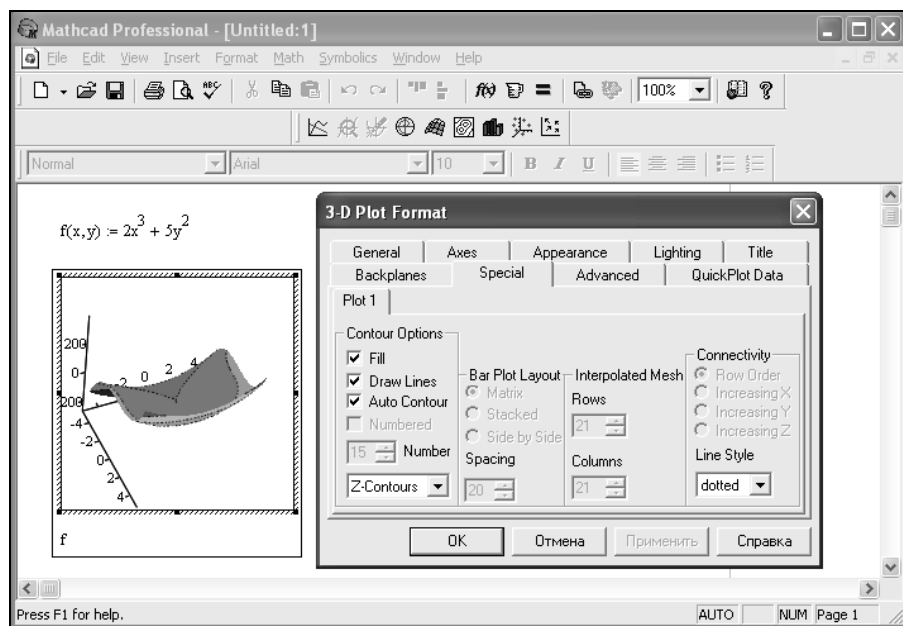 Mathcad Professional - [Untitled:1]
File Edit View Insert Format Math Symbolics Window Help
100%
Normal Arial 10 B I U
f(x,y) := 2x^3 + 5y^2
200
0
200
-2 0 2 4
-4
-2
0
2
4
f
3-D Plot Format
General Axes Appearance Lighting Title
Backplanes Special Advanced QuickPlot Data
Plot 1
Contour Options
Fill
Draw Lines
Auto Contour
Numbered
15 Number
Z-Contours
Bar Plot Layout
Matrix
Stacked
Side by Side
Spacing
20
Interpolated Mesh
Rows
21
Columns
21
Connectivity
Row Order
Increasing X
Increasing Y
Increasing Z
Line Style
dotted
OK Отмена Применить Справка
Press F1 for help. AUTO NUM Page 1